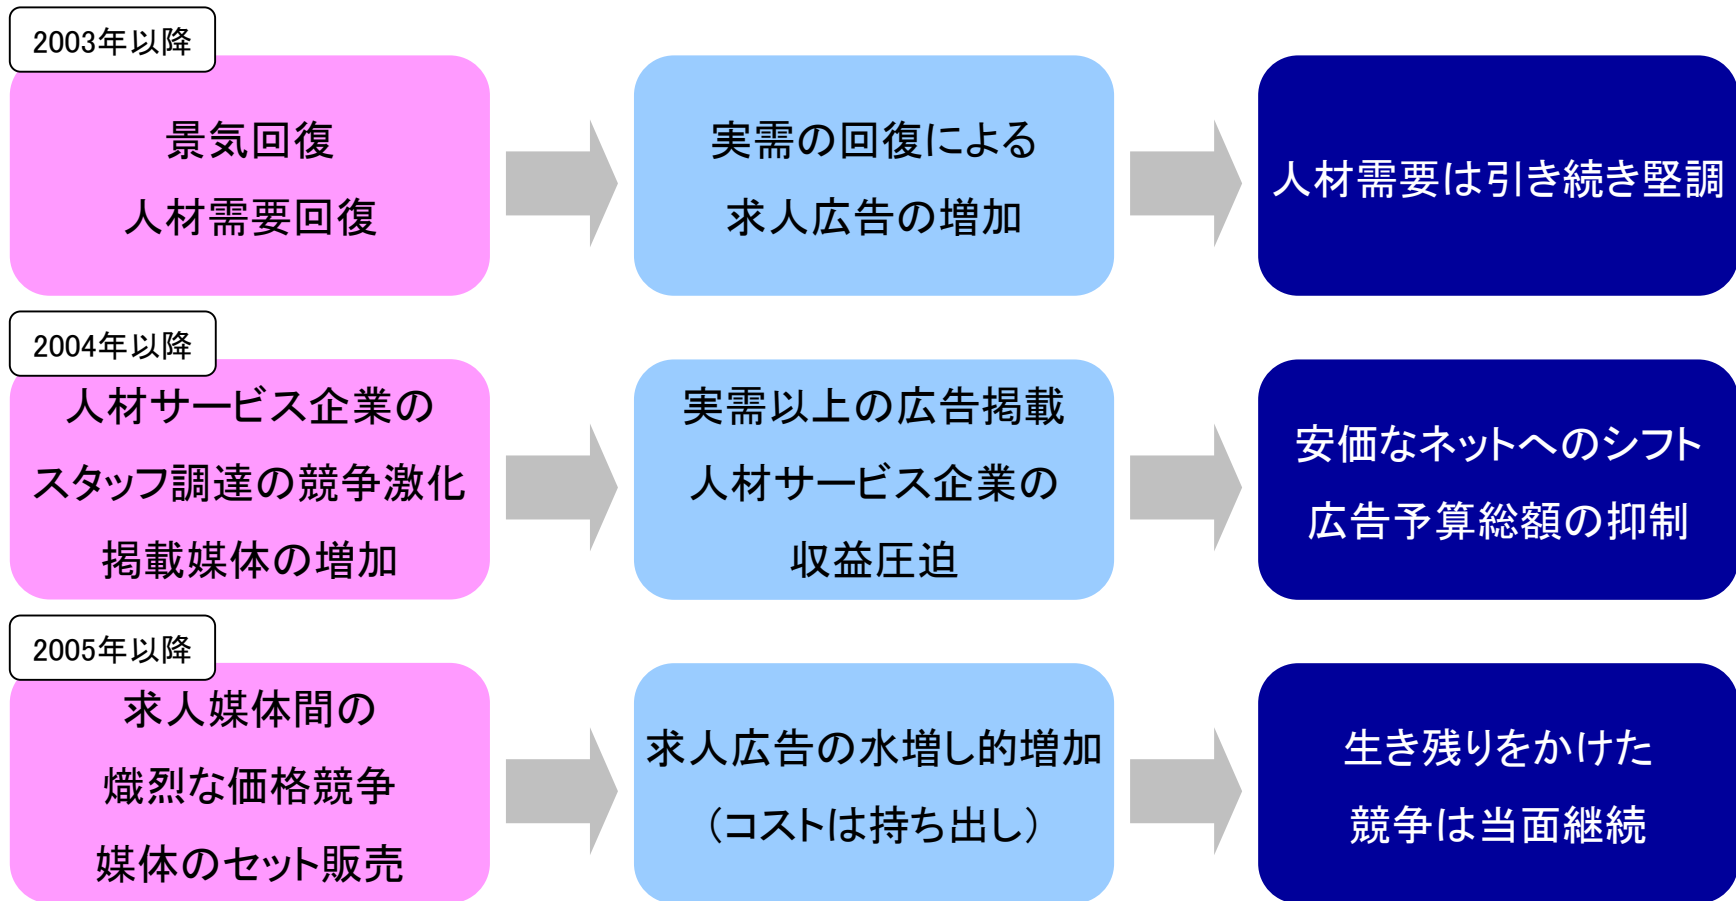 2003年以降
景気回復
人材需要回復
実需の回復による
求人広告の増加
人材需要は引き続き堅調
2004年以降
人材サービス企業の
スタッフ調達の競争激化
掲載媒体の増加
実需以上の広告掲載
人材サービス企業の
収益圧迫
安価なネットへのシフト
広告予算総額の抑制
2005年以降
求人媒体間の
熾烈な価格競争
媒体のセット販売
求人広告の水増し的増加
（コストは持ち出し）
生き残りをかけた
競争は当面継続